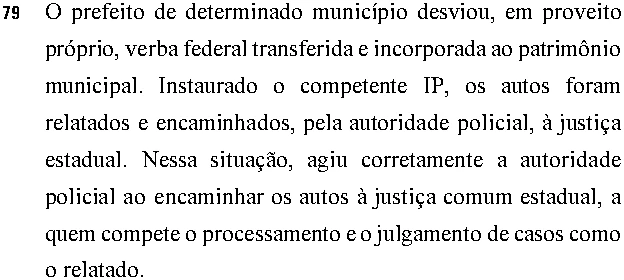 79 O prefeito de determinado município desviou, em proveito
próprio, verba federal transferida e incorporada ao patrimônio
municipal. Instaurado o competente IP, os autos foram
relatados e encaminhados, pela autoridade policial, à justiça
estadual. Nessa situação, agiu corretamente a autoridade
policial ao encaminhar os autos à justiça comum estadual, a
quem compete o processamento e o julgamento de casos como
o relatado.